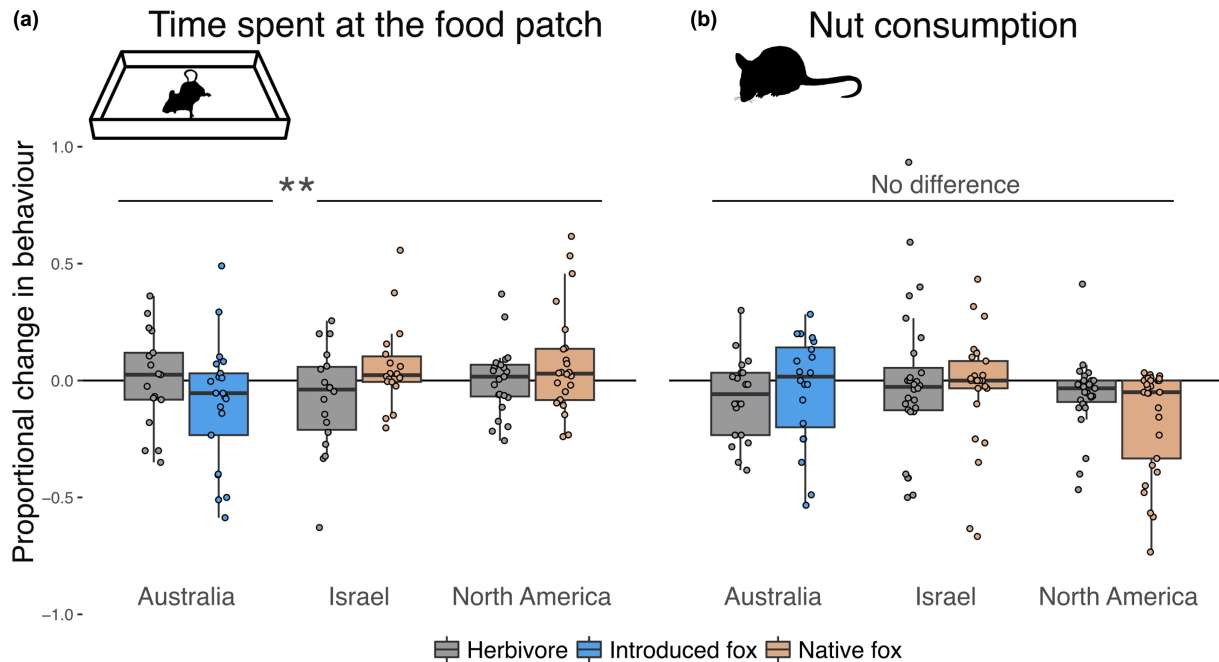 (a) Time spent at the food patch
(b) Nut consumption
Proportional change in behaviour
1.0
0.5
0.0
−0.5
−1.0
**
No difference
Australia Israel North America
Australia Israel North America
Herbivore Introduced fox Native fox